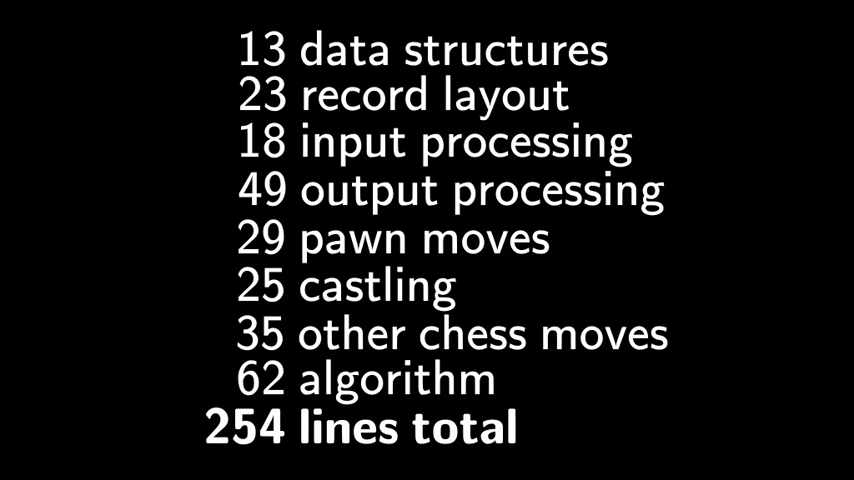 13 data structures
23 record layout
18 input processing
49 output processing
29 pawn moves
25 castling
35 other chess moves
62 algorithm
254 lines total